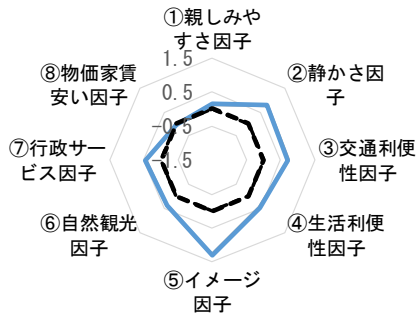 ①親しみや
すさ因子
②静かさ因
子
③交通利便
性因子
④生活利便
性因子
⑤イメージ
因子
⑥自然観光
因子
⑦行政サー
ビス因子
⑧物価家賃
安い因子
1.5
0.5
-0.5
-1.5